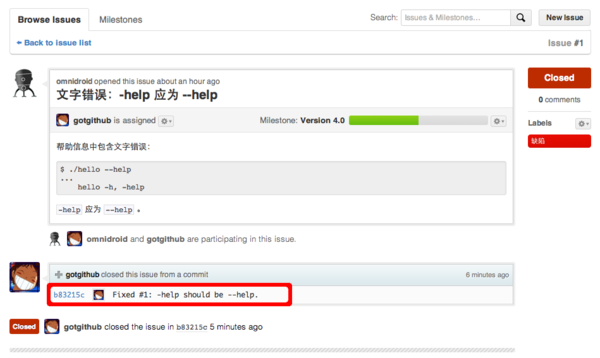 Browse Issues
Milestones
Search:
Issues & Milestones...
New Issue
Back to issue list
Issue #1
omnidroid opened this issue about an hour ago
文字错误：-help 应为 --help
gotgithub is assigned
Milestone: Version 4.0
帮助信息中包含文字错误：
$ ./hello --help
...
hello -h, -help
-help 应为 --help 。
omnidroid and gotgithub are participating in this issue.
Closed
0 comments
Labels
缺陷
gotgithub closed this issue from a commit
6 minutes ago
b83215c
Fixed #1: -help should be --help.
Closed
gotgithub closed the issue in b83215c 5 minutes ago